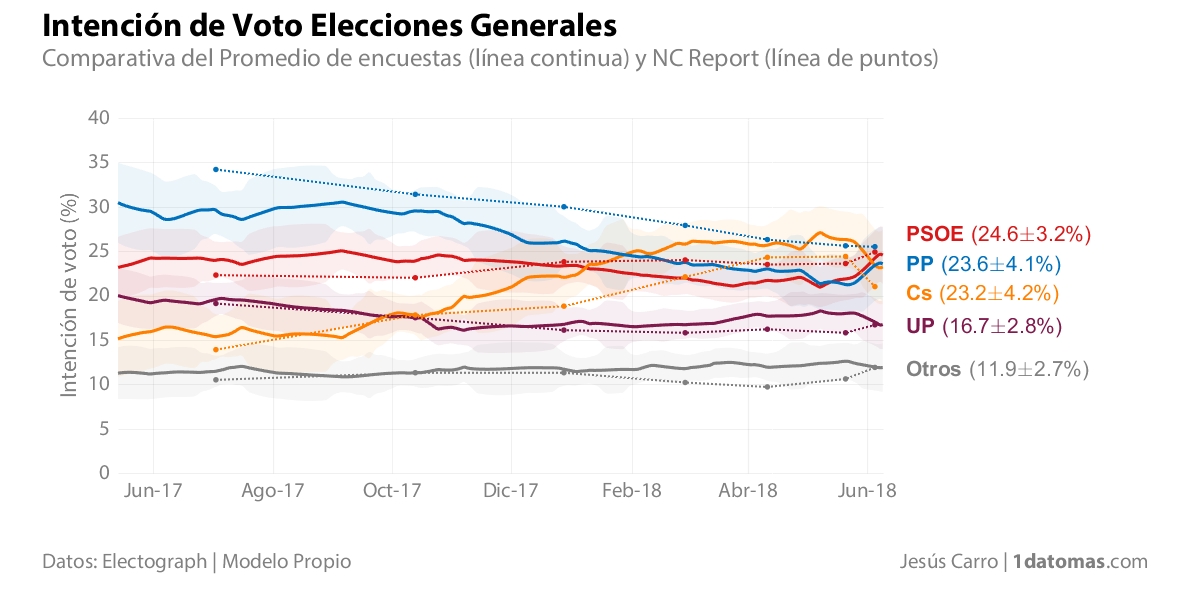 Intención de Voto Elecciones Generales
Comparativa del Promedio de encuestas (línea continua) y NC Report (línea de puntos)
Intención de voto (%)
40
35
30
25
20
15
10
5
0
Jun-17 Ago-17 Oct-17 Dic-17 Feb-18 Abr-18 Jun-18
PSOE (24.6±3.2%)
PP (23.6±4.1%)
Cs (23.2±4.2%)
UP (16.7±2.8%)
Otros (11.9±2.7%)
Datos: Electograph | Modelo Propio
Jesús Carro | 1datomas.com